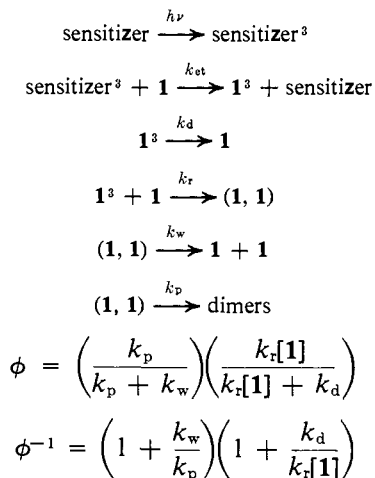 hν
sensitizer ⟶ sensitizer³
k_et
sensitizer³ + 1 ⟶ 1³ + sensitizer
k_d
1³ ⟶ 1
k_r
1³ + 1 ⟶ (1, 1)
k_w
(1, 1) ⟶ 1 + 1
k_p
(1, 1) ⟶ dimers
ϕ = (k_p / (k_p + k_w)) (k_r[1] / (k_r[1] + k_d))
ϕ⁻¹ = (1 + k_w / k_p) (1 + k_d / k_r[1])